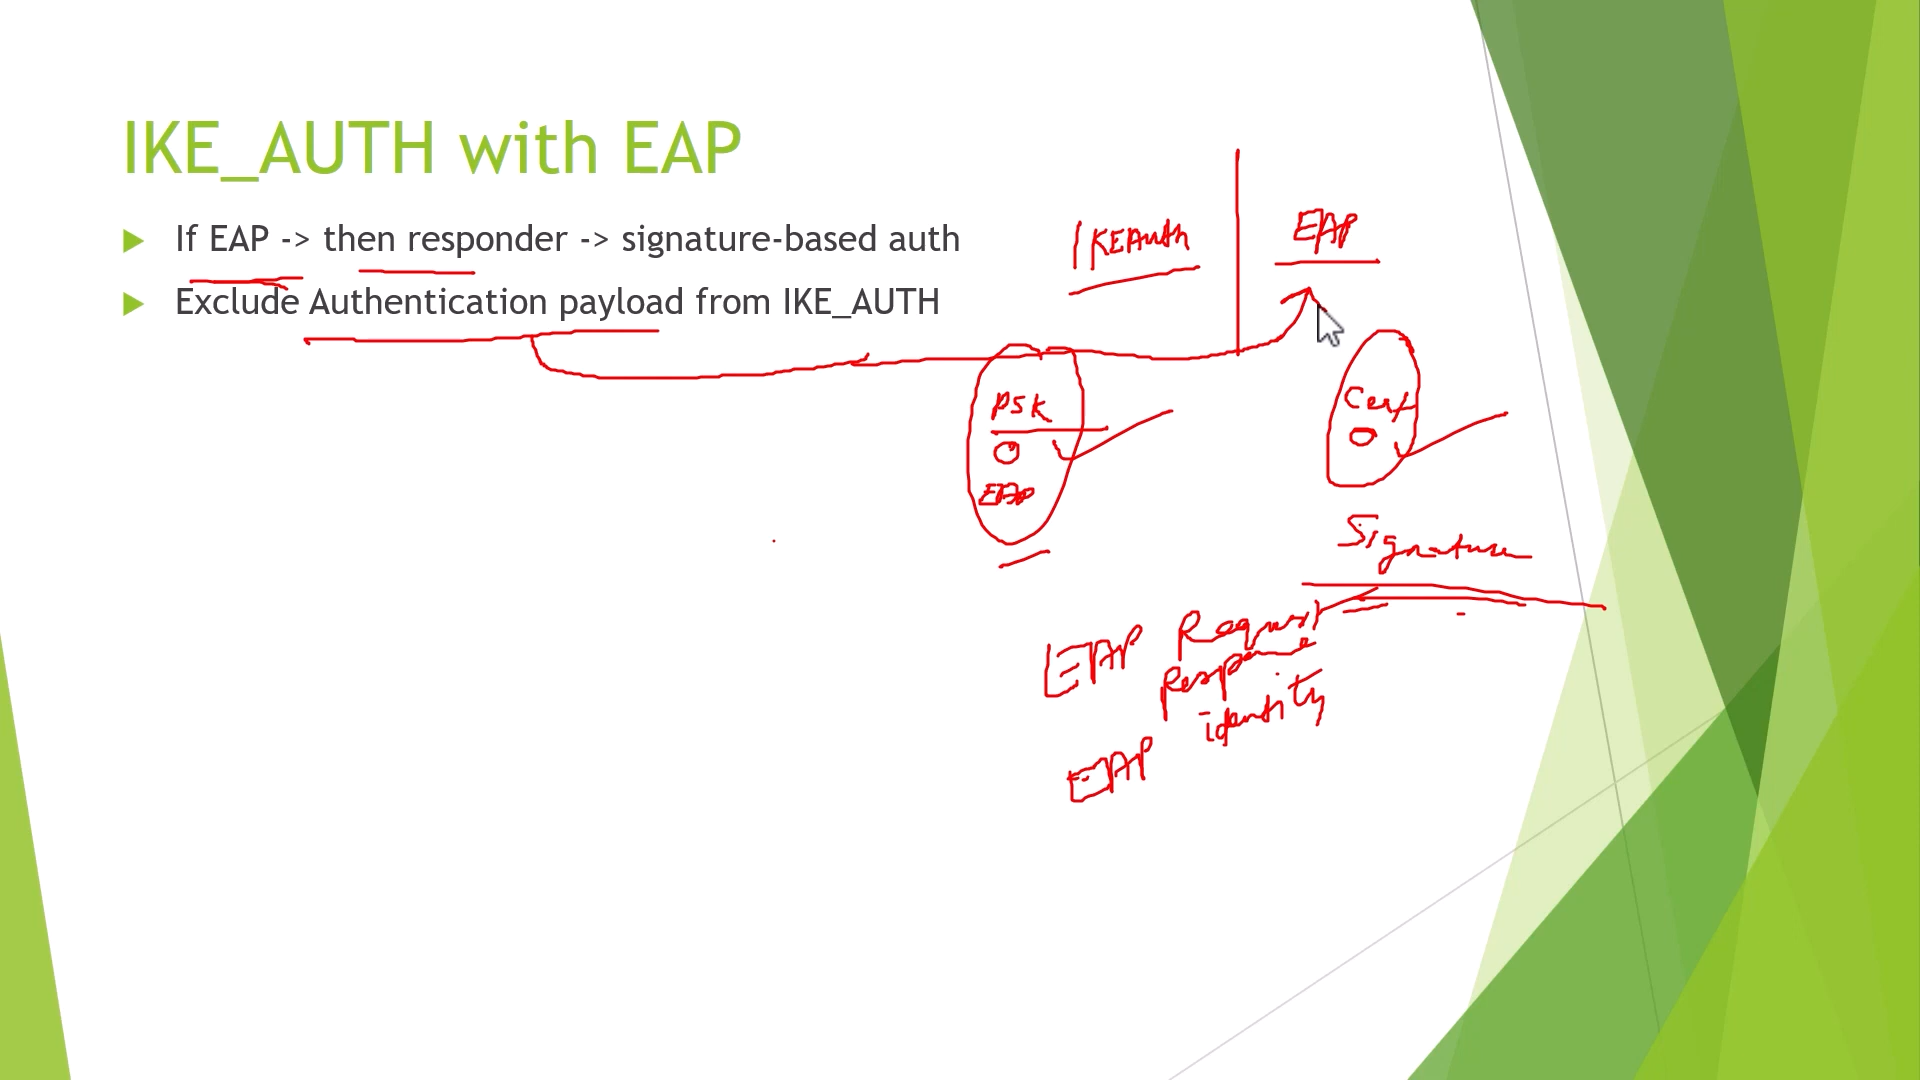 IKE_AUTH with EAP
If EAP -> then responder -> signature-based auth
Exclude Authentication payload from IKE_AUTH
IKEAuth
EAP
PSK
EAP
Cert
Signature
EAP Request
Response
identity
EAP